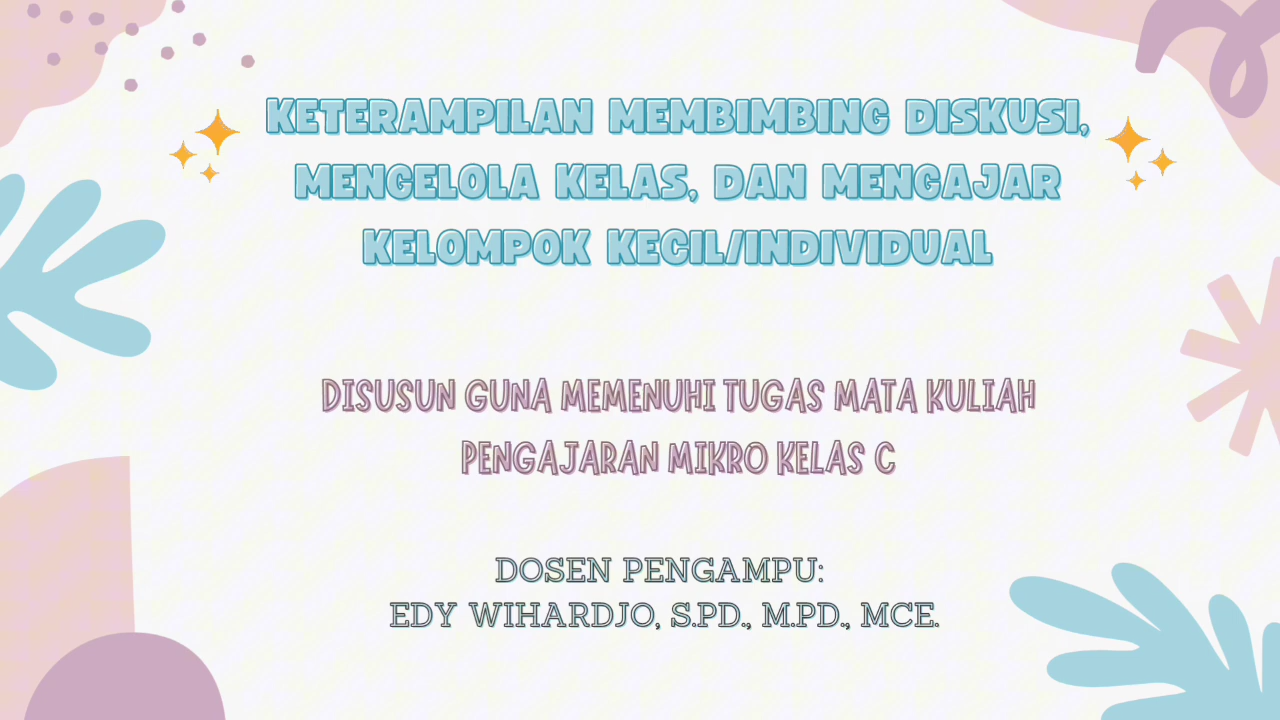 KETERAMPILAN MEMBIMBING DISKUSI,
MENGELOLA KELAS, DAN MENGAJAR
KELOMPOK KECIL/INDIVIDUAL
DISUSUN GUNA MEMENUHI TUGAS MATA KULIAH
PENGAJARAN MIKRO KELAS C
DOSEN PENGAMPU:
EDY WIHARDJO, S.PD., M.PD., MCE.